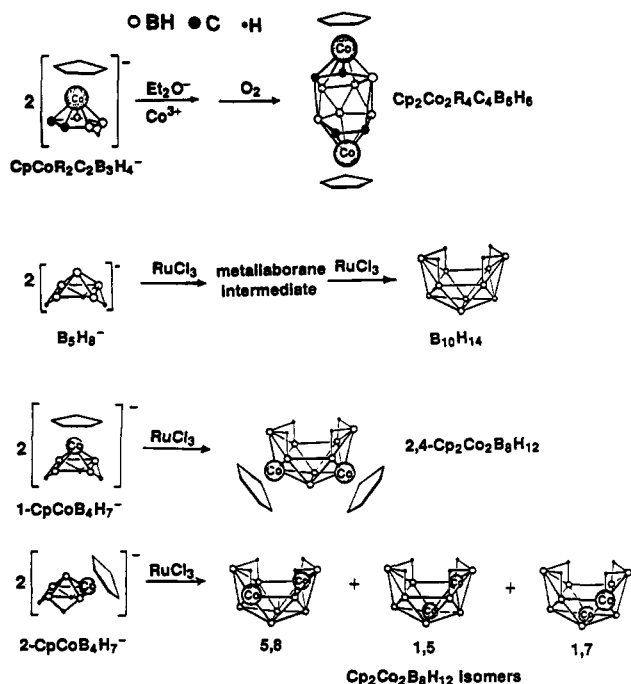 BH C •H
2 [ Co ]⁻ Et₂O⁻ O₂ Co Cp₂Co₂R₄C₄B₆H₆
Co³⁺ Co
CpCoR₂C₂B₃H₄⁻
2 [ ]⁻ RuCl₃ metallaborane RuCl₃
intermediate
B₅H₈⁻ B₁₀H₁₄
2 [ Co ]⁻ RuCl₃ 2,4-Cp₂Co₂B₈H₁₂
Co Co
1-CpCoB₄H₇⁻
2 [ Co ]⁻ RuCl₃ Co Co + Co Co + Co Co
2-CpCoB₄H₇⁻ 5,8 1,5 1,7
Cp₂Co₂B₈H₁₂ Isomers